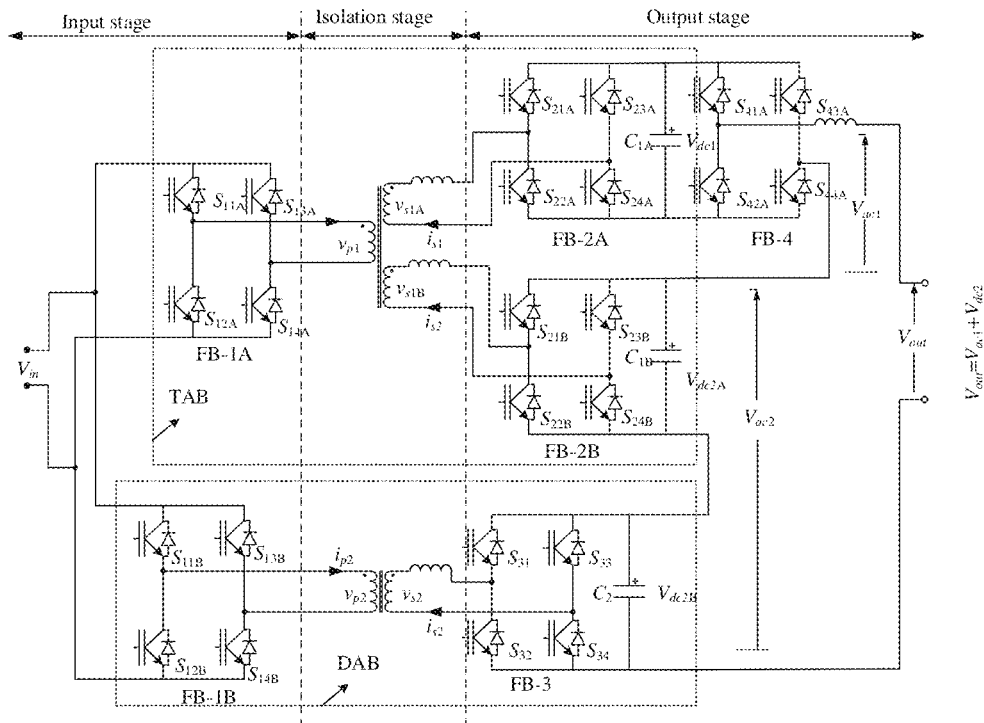 Input stage
Isolation stage
Output stage
S21A
S23A
C1A
Vdc1
S41A
S43A
S22A
S24A
S42A
S44A
FB-2A
FB-4
Vac1
S11A
S13A
vp1
vs1A
is1
vs1B
is2
S12A
S14A
FB-1A
Vin
TAB
S21B
S23B
C1B
Vdc2A
S22B
S24B
FB-2B
Vac2
Vout
Vout=Vac1+Vdc2
S11B
S13B
ip2
vp2
vs2
is2
S31
S33
C2
Vdc2B
S12B
S14B
FB-1B
DAB
S32
S34
FB-3